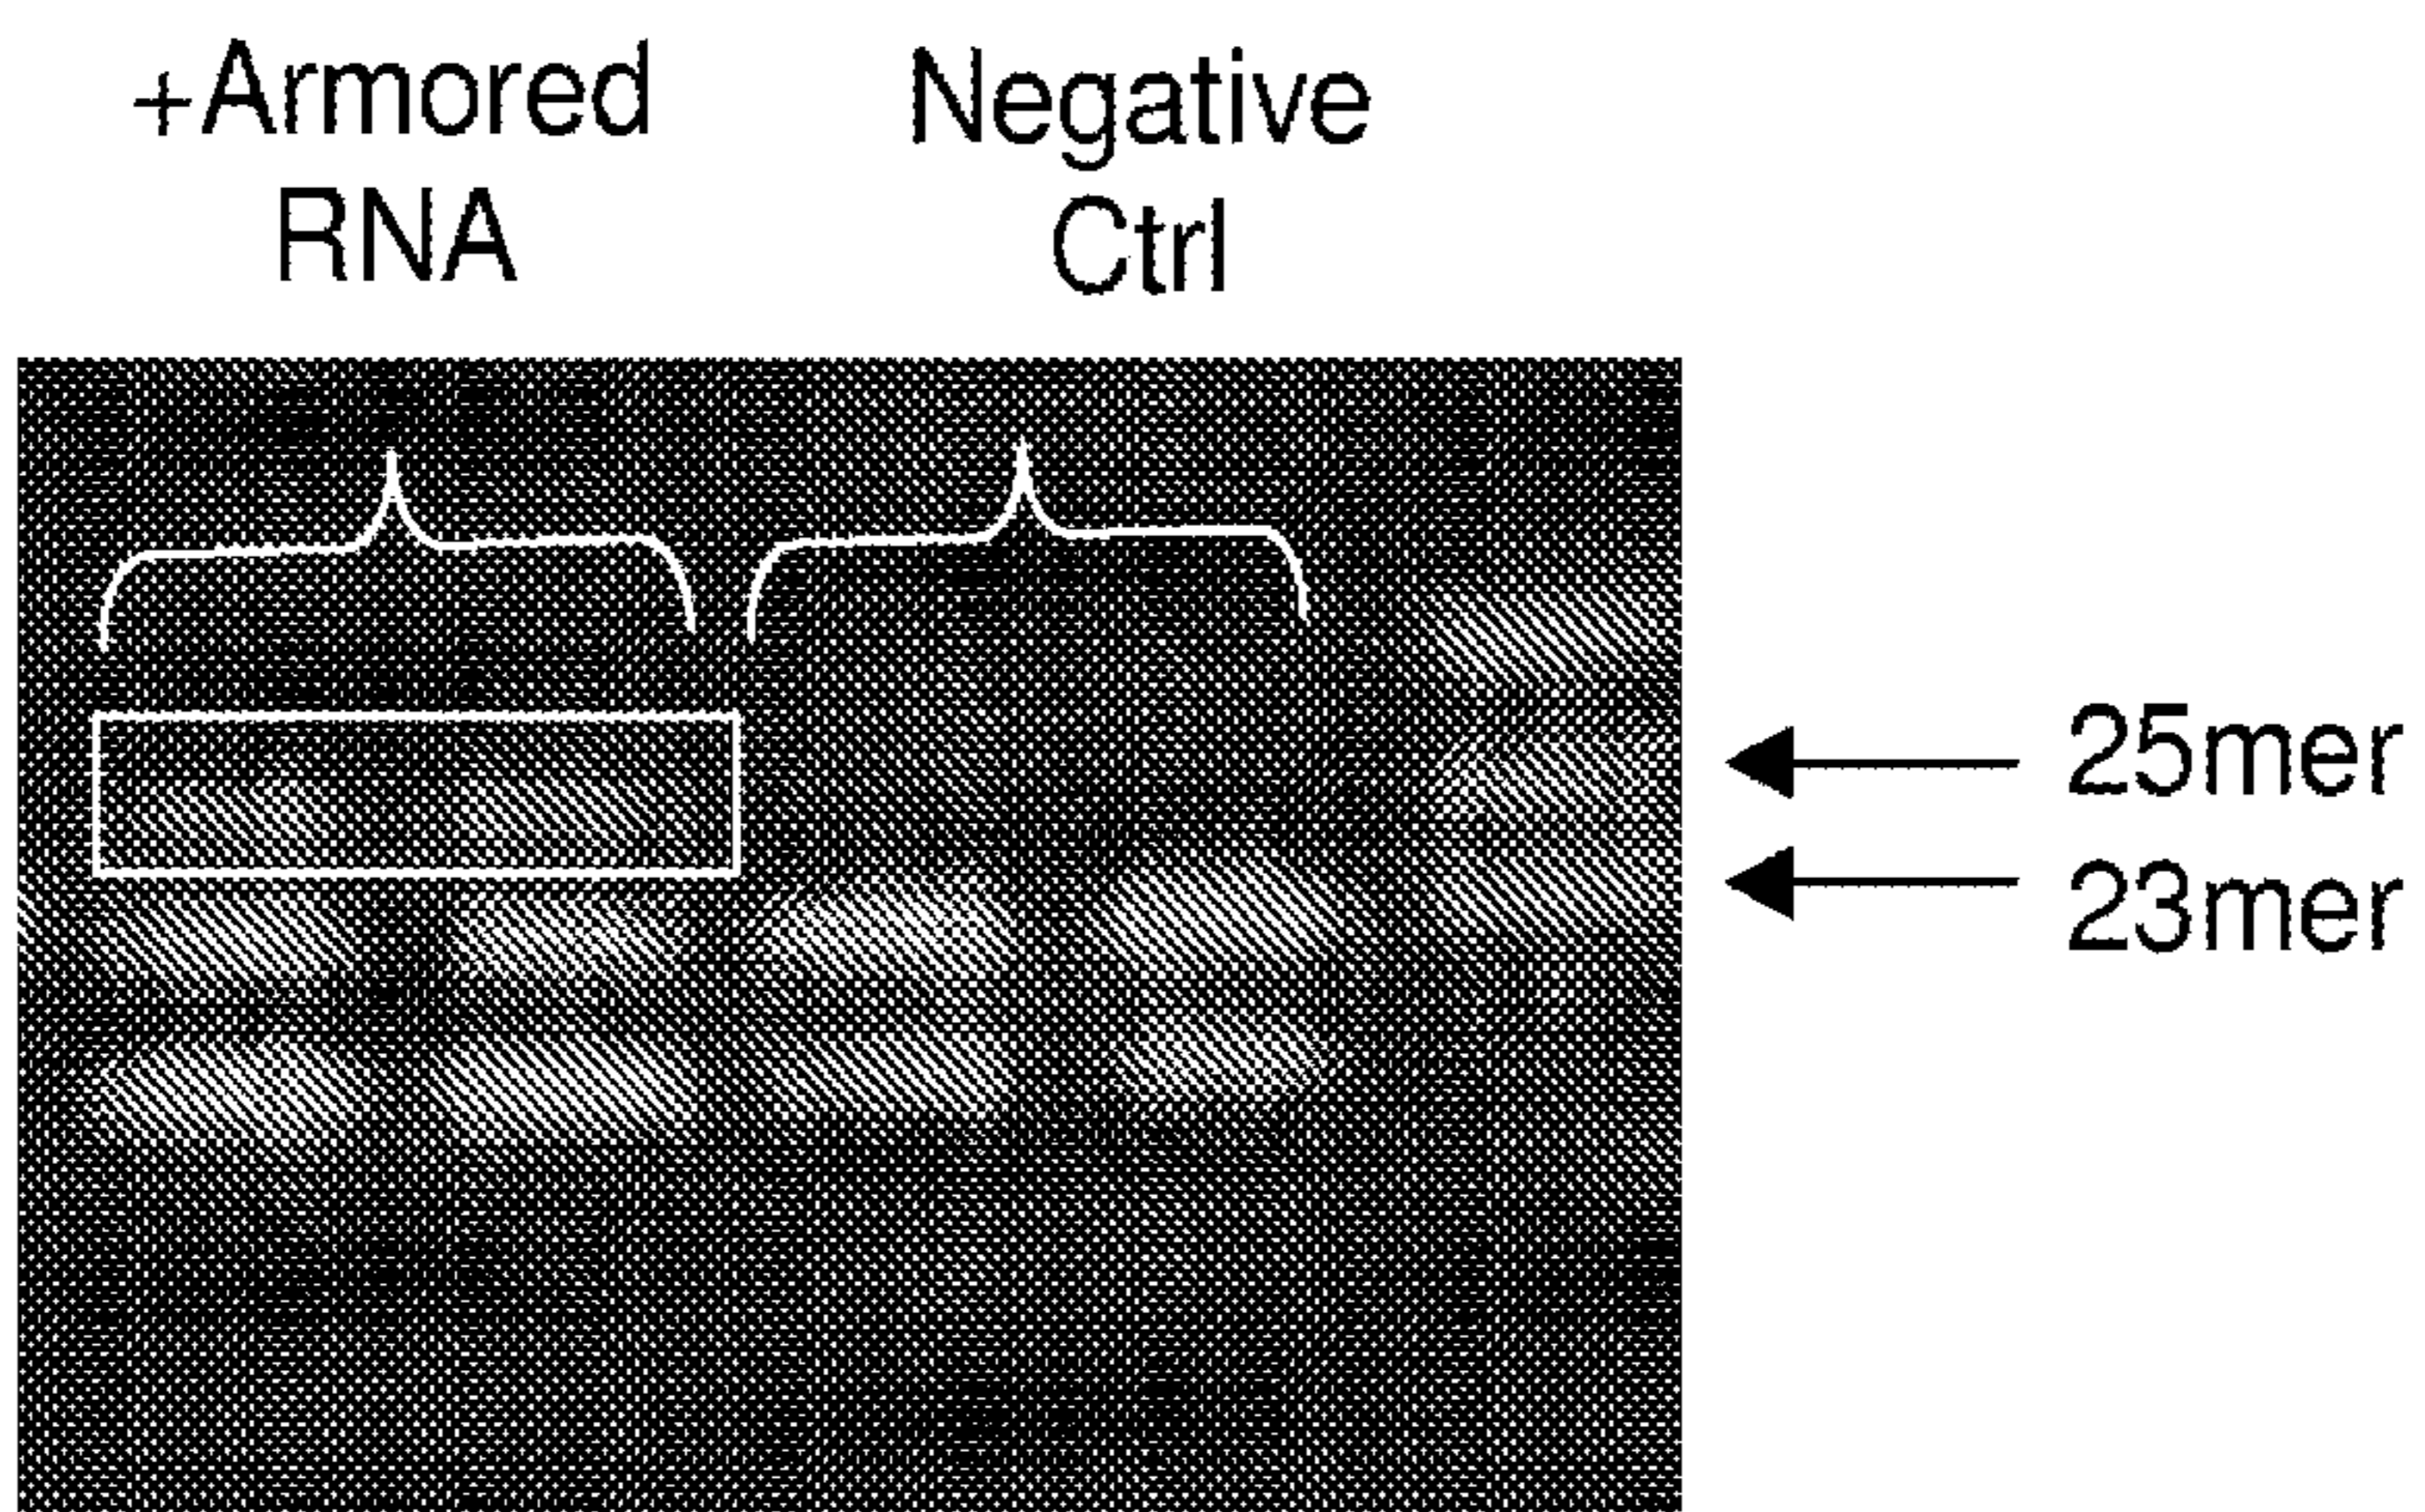 +Armored
RNA
Negative
Ctrl
25mer
23mer